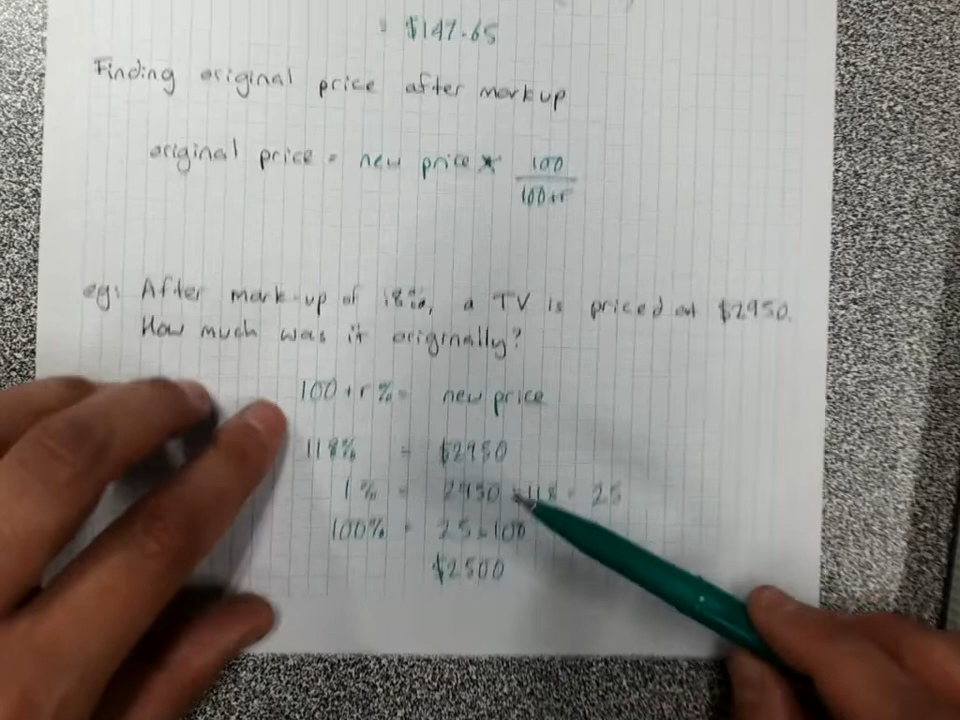 = $147.65
Finding original price after markup
original price = new price × 100
100+r
eg: After mark-up of 18%, a TV is priced at $2950.
How much was it originally?
100+r% = new price
118% = $2950
1% = 2950 ÷ 118 = 25
100% = 25 × 100
$2500